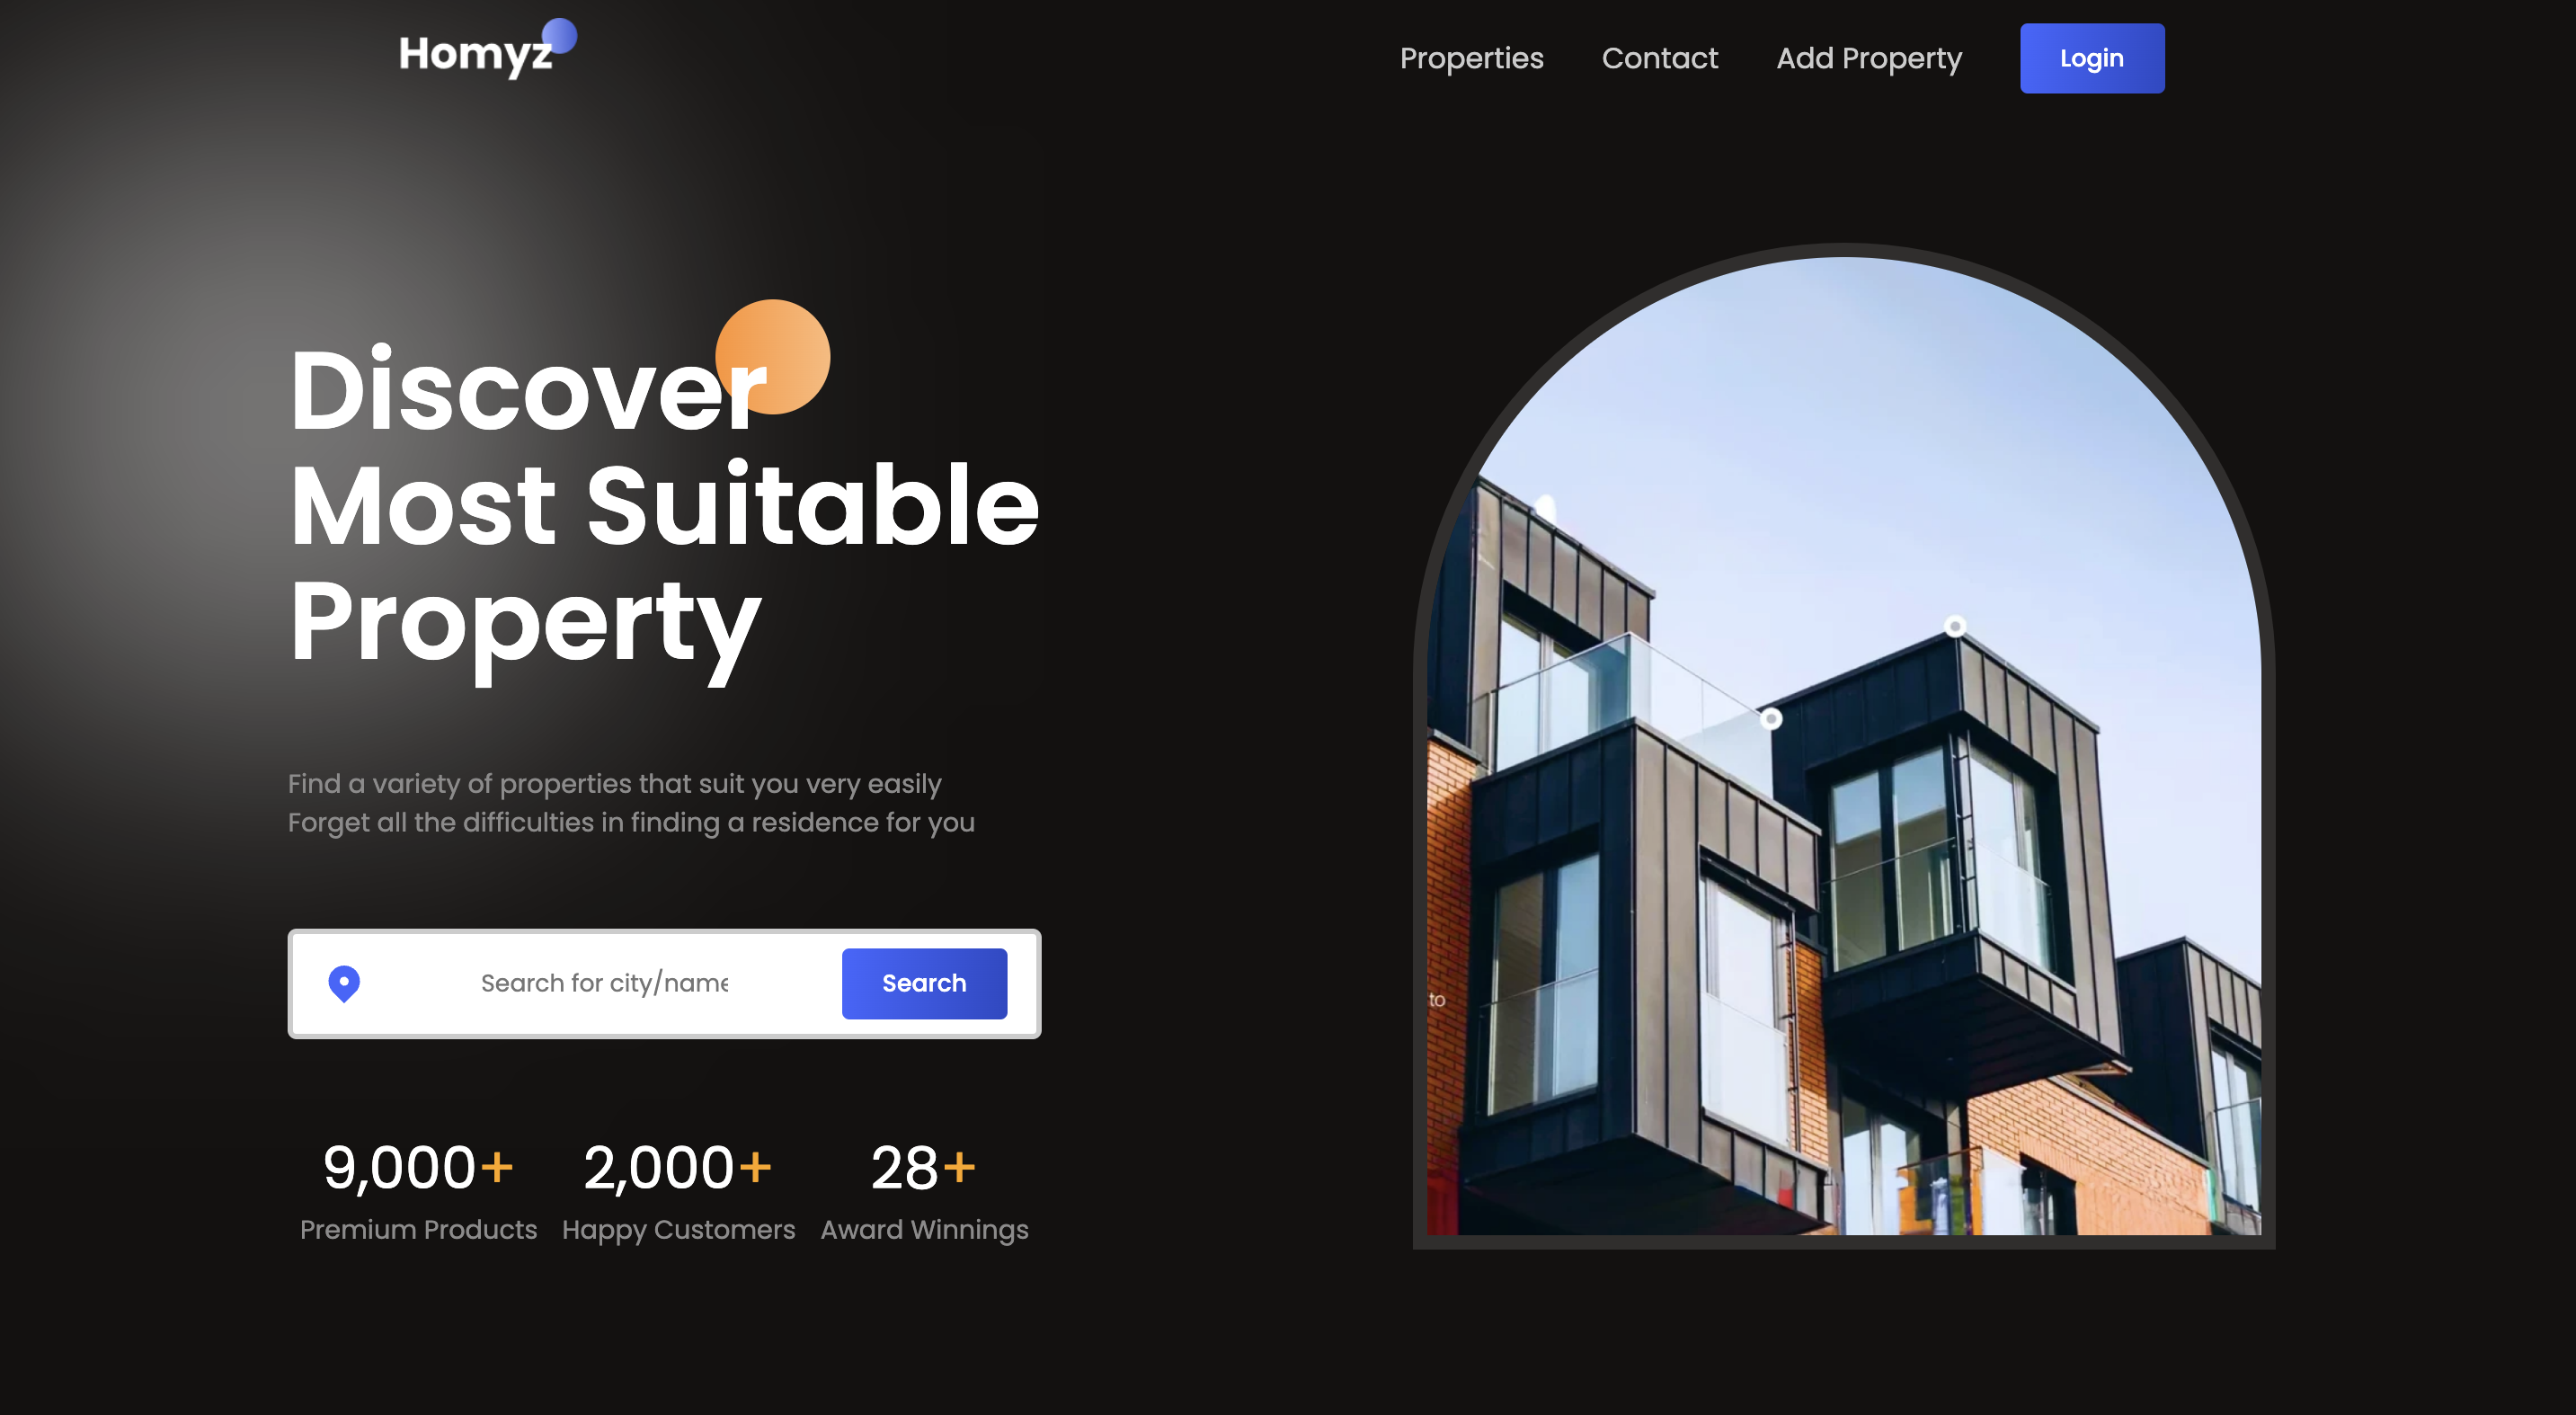 Homyz
Properties
Contact
Add Property
Login
Discover
Most Suitable
Property
Find a variety of properties that suit you very easily
Forget all the difficulties in finding a residence for you
Search for city/name
Search
9,000+
2,000+
28+
Premium Products
Happy Customers
Award Winnings
to